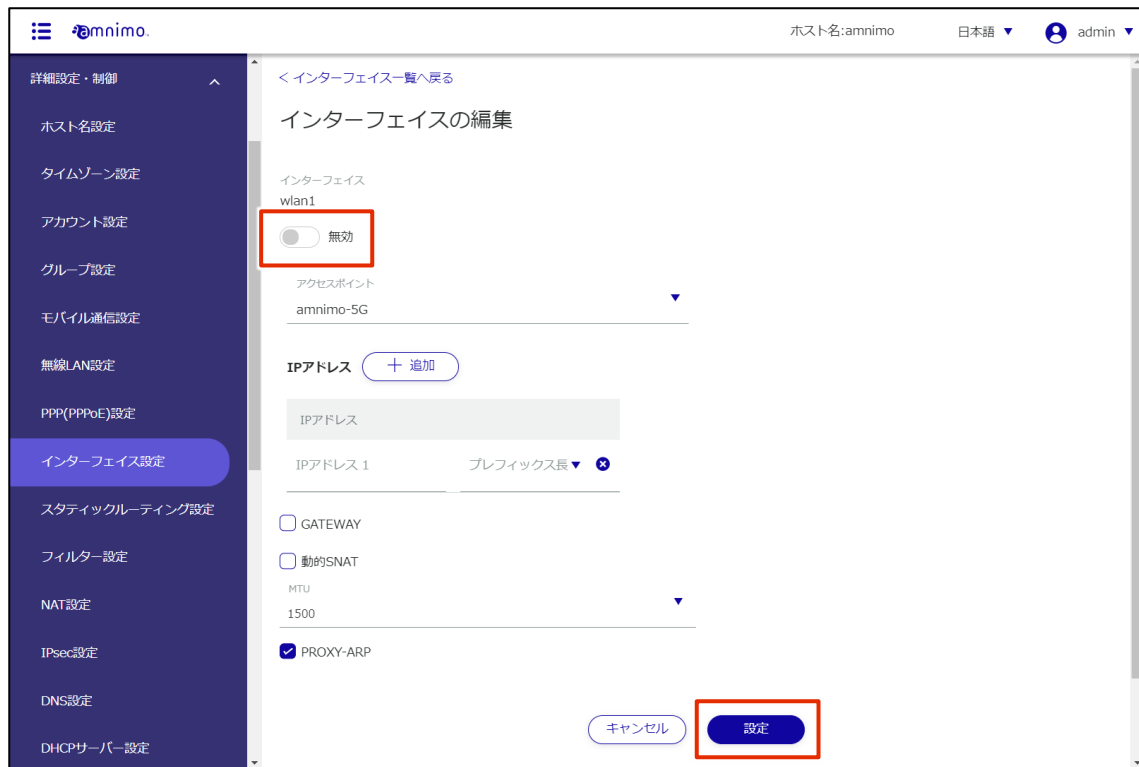 amnimo.
ホスト名:amnimo
日本語 ▼
admin ▼
詳細設定・制御
ホスト名設定
タイムゾーン設定
アカウント設定
グループ設定
モバイル通信設定
無線LAN設定
PPP(PPPoE)設定
インターフェイス設定
スタティックルーティング設定
フィルター設定
NAT設定
IPsec設定
DNS設定
DHCPサーバー設定
< インターフェイス一覧へ戻る
インターフェイスの編集
インターフェイス
wlan1
無効
アクセスポイント
amnimo-5G
IPアドレス
+ 追加
IPアドレス
IPアドレス 1
プレフィックス長
GATEWAY
動的SNAT
MTU
1500
PROXY-ARP
キャンセル
設定